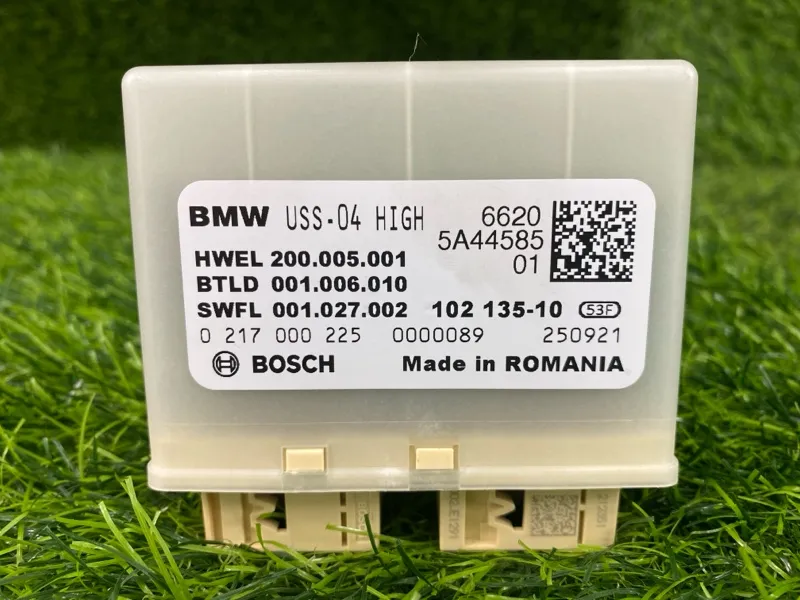 BMW USS-04 HIGH 6620
5A44585
HWEL 200.005.001 01
BTLD 001.006.010
SWFL 001.027.002 102 135-10 53F
0 217 000 225 0000089 250921
BOSCH Made in ROMANIA